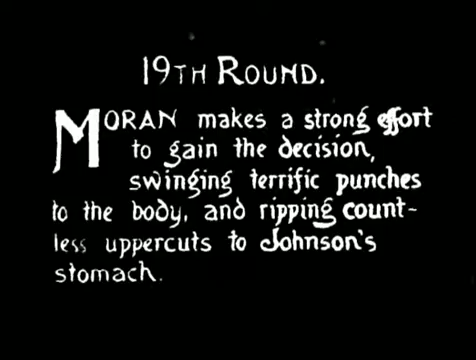 19TH ROUND.
MORAN makes a strong effort
to gain the decision,
swinging terrific punches
to the body, and ripping count-
less uppercuts to Johnson's
stomach.